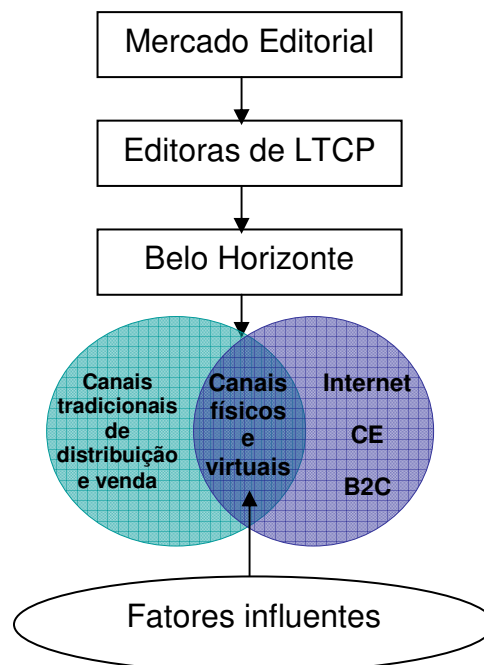 Mercado Editorial
Editoras de LTCP
Belo Horizonte
Canais
tradicionais
de
distribuição
e venda
Canais
físicos
e
virtuais
Internet
CE
B2C
Fatores influentes